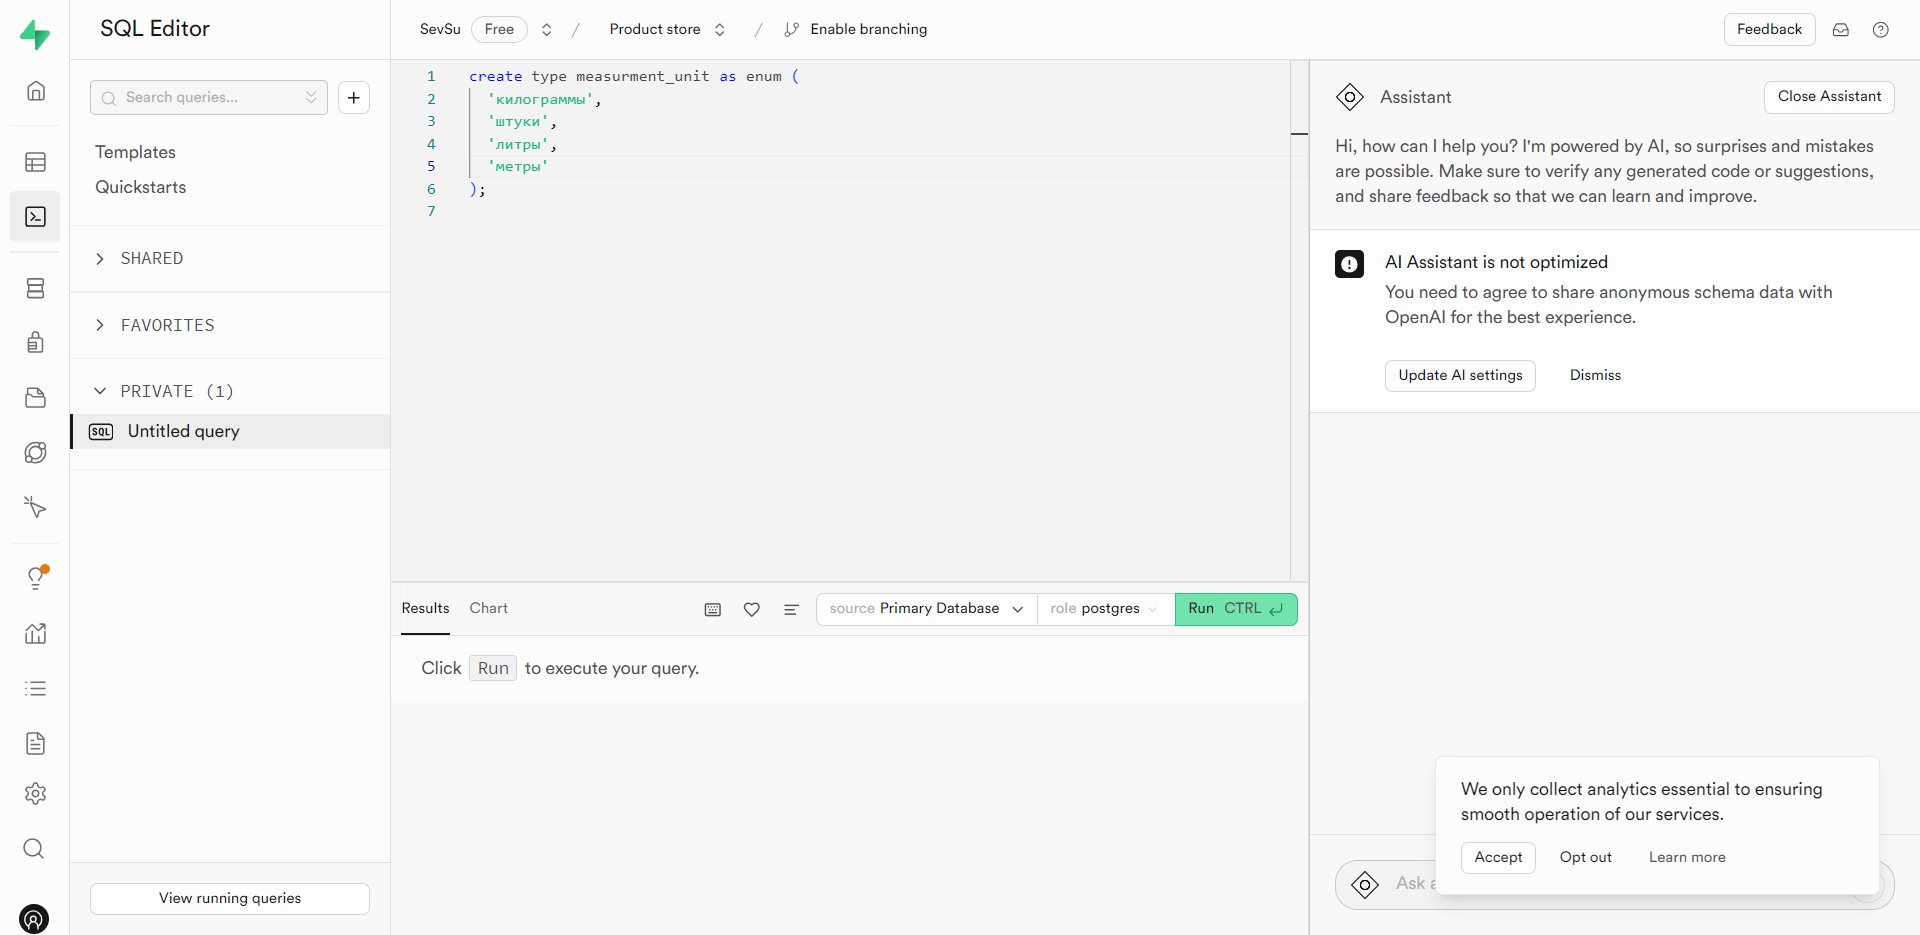 SQL Editor
SevSu
Free
/
Product store
/
Enable branching
Feedback
Search queries...
Templates
Quickstarts
SHARED
FAVORITES
PRIVATE (1)
SQL
Untitled query
View running queries
1 create type measurment_unit as enum (
2 'килограммы',
3 'штуки',
4 'литры',
5 'метры'
6 );
7
Results
Chart
source Primary Database
role postgres
Run CTRL
Click Run to execute your query.
Assistant
Close Assistant
Hi, how can I help you? I'm powered by AI, so surprises and mistakes
are possible. Make sure to verify any generated code or suggestions,
and share feedback so that we can learn and improve.
AI Assistant is not optimized
You need to agree to share anonymous schema data with
OpenAI for the best experience.
Update AI settings
Dismiss
We only collect analytics essential to ensuring
smooth operation of our services.
Accept
Opt out
Learn more
Ask